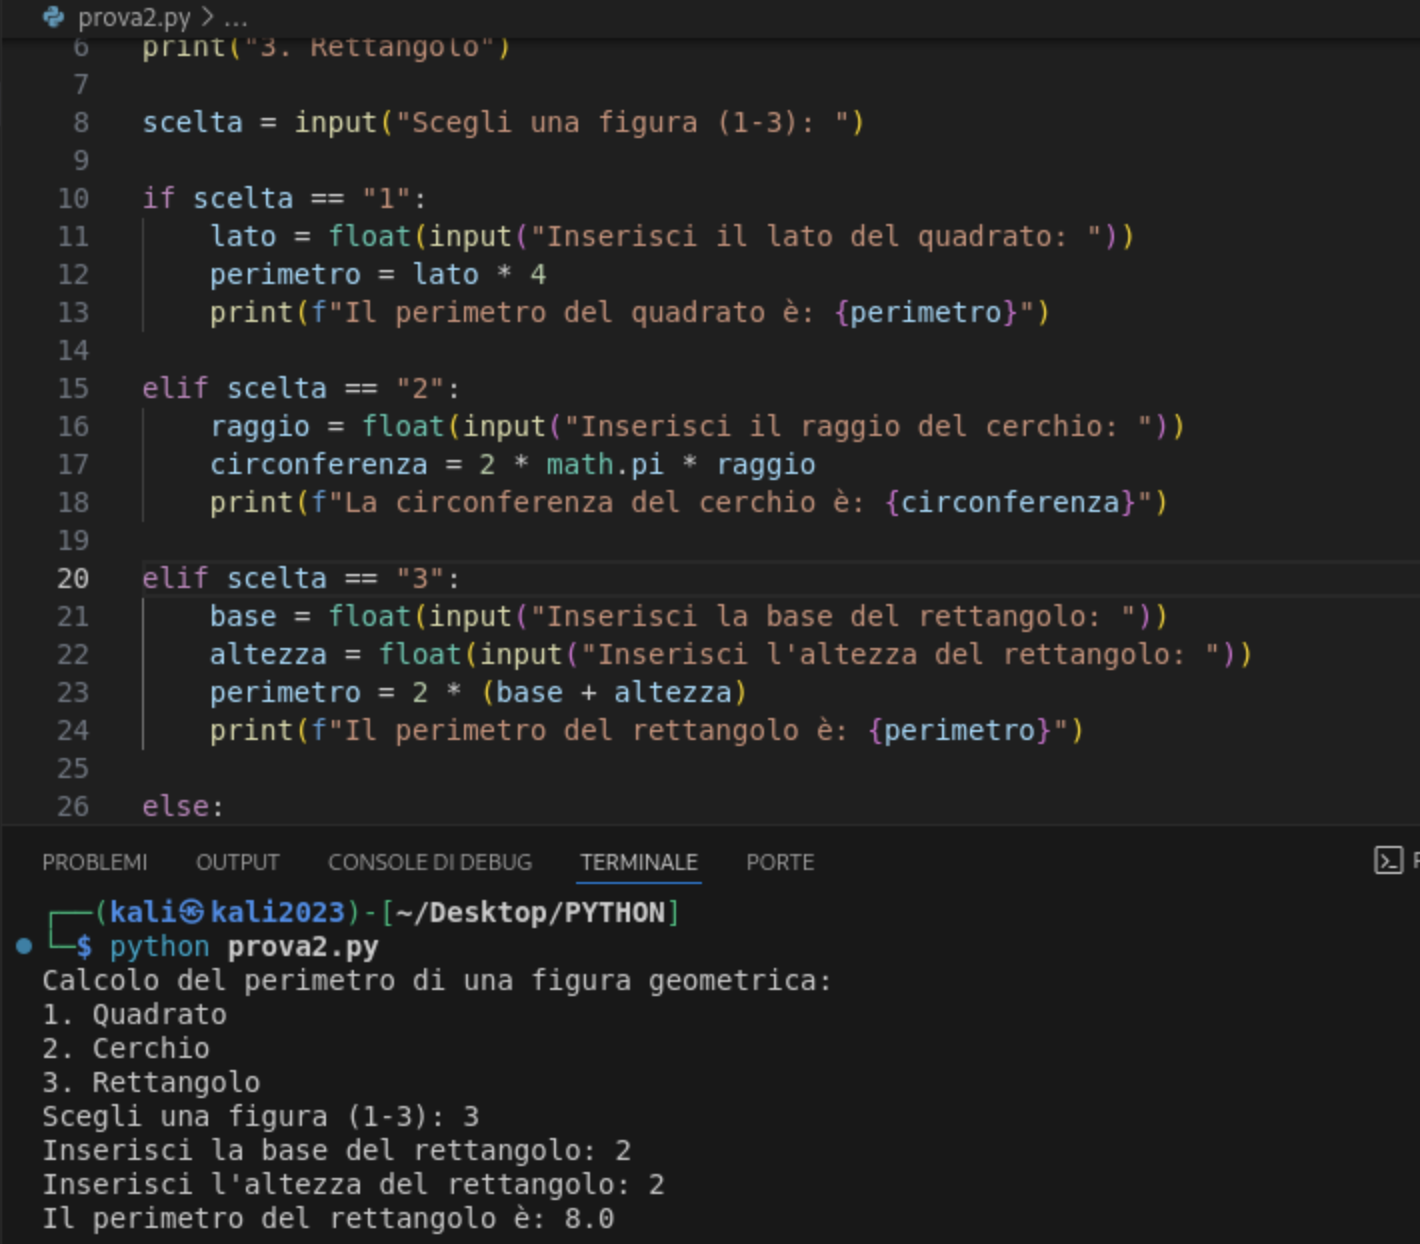 prova2.py > ...
6 print("3. Rettangolo")
7
8 scelta = input("Scegli una figura (1-3): ")
9
10 if scelta == "1":
11     lato = float(input("Inserisci il lato del quadrato: "))
12     perimetro = lato * 4
13     print(f"Il perimetro del quadrato è: {perimetro}")
14
15 elif scelta == "2":
16     raggio = float(input("Inserisci il raggio del cerchio: "))
17     circonferenza = 2 * math.pi * raggio
18     print(f"La circonferenza del cerchio è: {circonferenza}")
19
20 elif scelta == "3":
21     base = float(input("Inserisci la base del rettangolo: "))
22     altezza = float(input("Inserisci l'altezza del rettangolo: "))
23     perimetro = 2 * (base + altezza)
24     print(f"Il perimetro del rettangolo è: {perimetro}")
25
26 else:
PROBLEMI OUTPUT CONSOLE DI DEBUG TERMINALE PORTE
┌──(kali㉿kali2023)-[~/Desktop/PYTHON]
└─$ python prova2.py
Calcolo del perimetro di una figura geometrica:
1. Quadrato
2. Cerchio
3. Rettangolo
Scegli una figura (1-3): 3
Inserisci la base del rettangolo: 2
Inserisci l'altezza del rettangolo: 2
Il perimetro del rettangolo è: 8.0